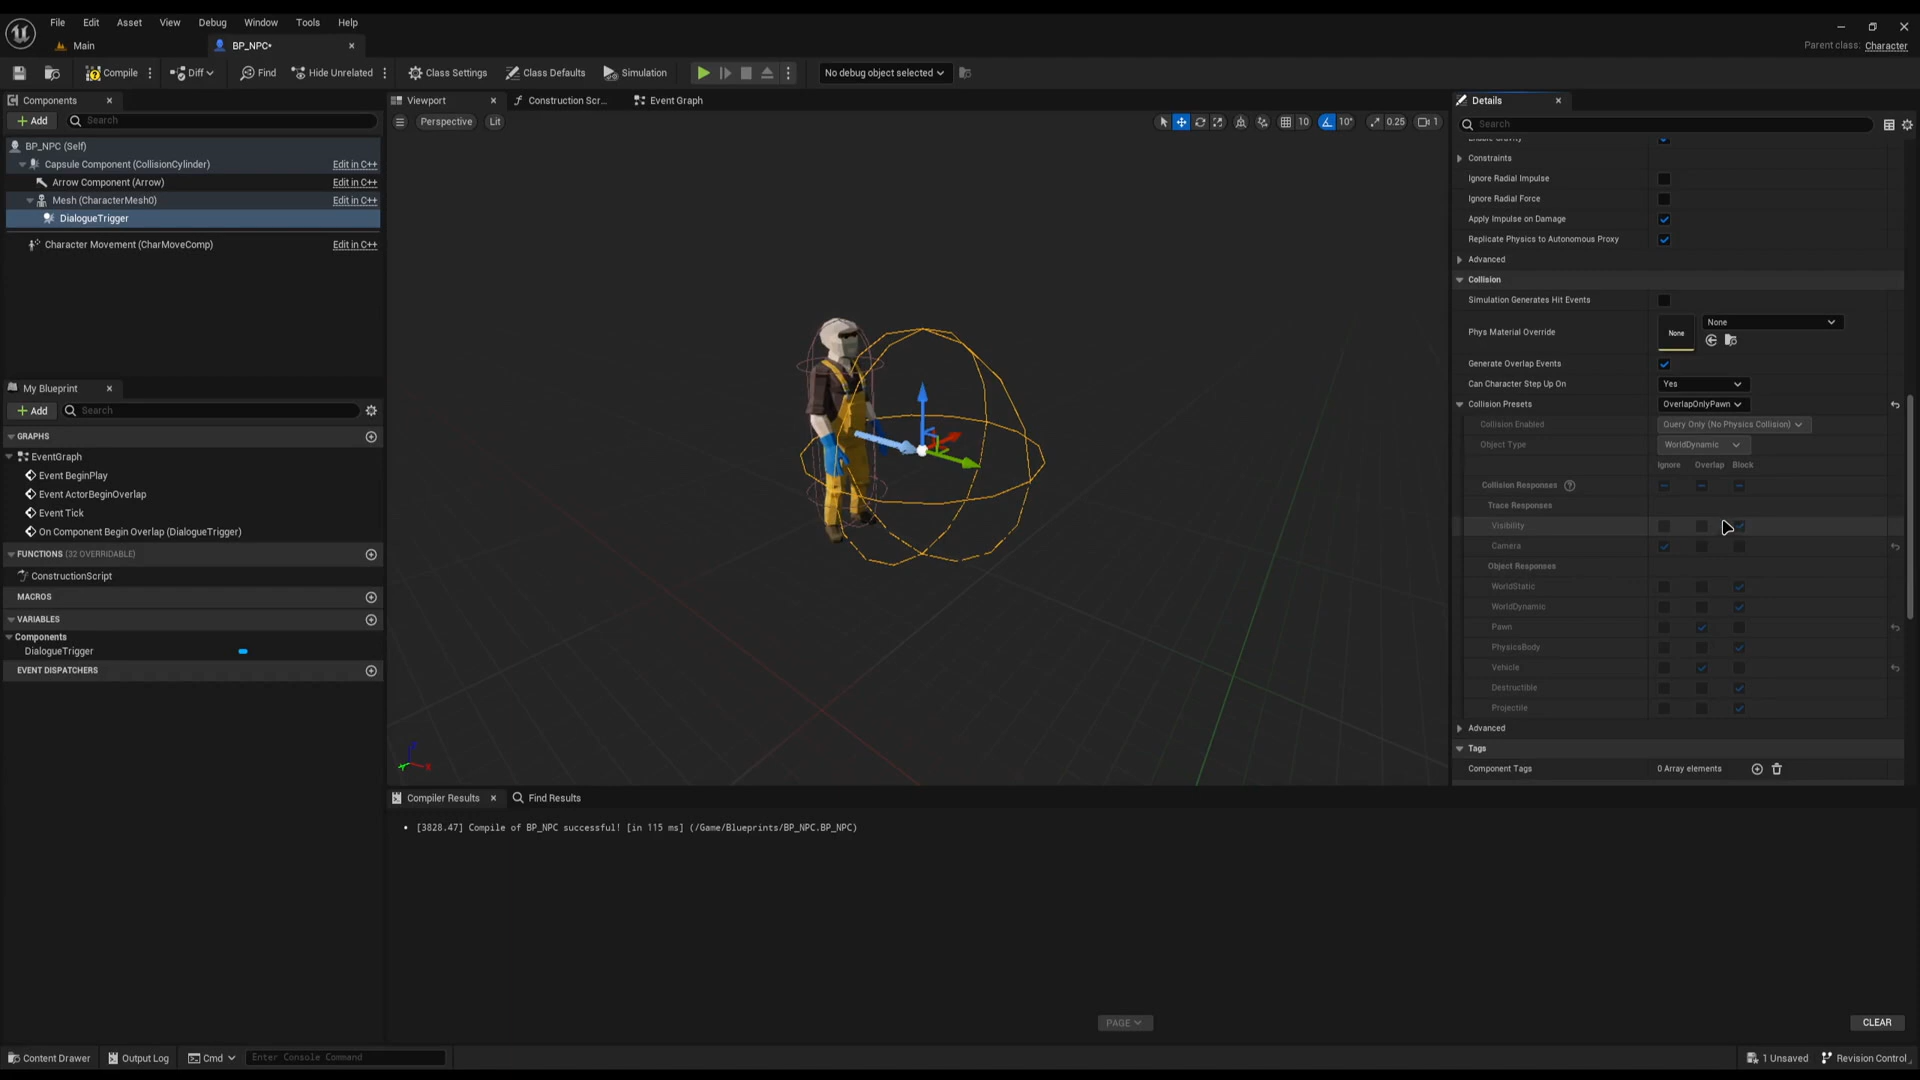 File Edit Asset View Debug Window Tools Help
Main BP_NPC* Parent class: Character
Compile Diff Find Hide Unrelated Class Settings Class Defaults Simulation No debug object selected
Components
Add Search
BP_NPC (Self)
Capsule Component (CollisionCylinder) Edit in C++
Arrow Component (Arrow) Edit in C++
Mesh (CharacterMesh0) Edit in C++
DialogueTrigger
Character Movement (CharMoveComp) Edit in C++
My Blueprint
Add Search
GRAPHS
EventGraph
Event BeginPlay
Event ActorBeginOverlap
Event Tick
On Component Begin Overlap (DialogueTrigger)
FUNCTIONS (32 OVERRIDABLE)
ConstructionScript
MACROS
VARIABLES
Components
DialogueTrigger
EVENT DISPATCHERS
Viewport Construction Scr... Event Graph
Perspective Lit 10 10° 0.25 1
Compiler Results Find Results
• [3828.47] Compile of BP_NPC successful! [in 115 ms] (/Game/Blueprints/BP_NPC.BP_NPC)
PAGE CLEAR
Details
Search
Enable Gravity
Constraints
Ignore Radial Impulse
Ignore Radial Force
Apply Impulse on Damage
Replicate Physics to Autonomous Proxy
Advanced
Collision
Simulation Generates Hit Events
Phys Material Override None None
Generate Overlap Events
Can Character Step Up On Yes
Collision Presets OverlapOnlyPawn
Collision Enabled Query Only (No Physics Collision)
Object Type WorldDynamic
Ignore Overlap Block
Collision Responses
Trace Responses
Visibility
Camera
Object Responses
WorldStatic
WorldDynamic
Pawn
PhysicsBody
Vehicle
Destructible
Projectile
Advanced
Tags
Component Tags 0 Array elements
Content Drawer Output Log Cmd Enter Console Command 1 Unsaved Revision Control